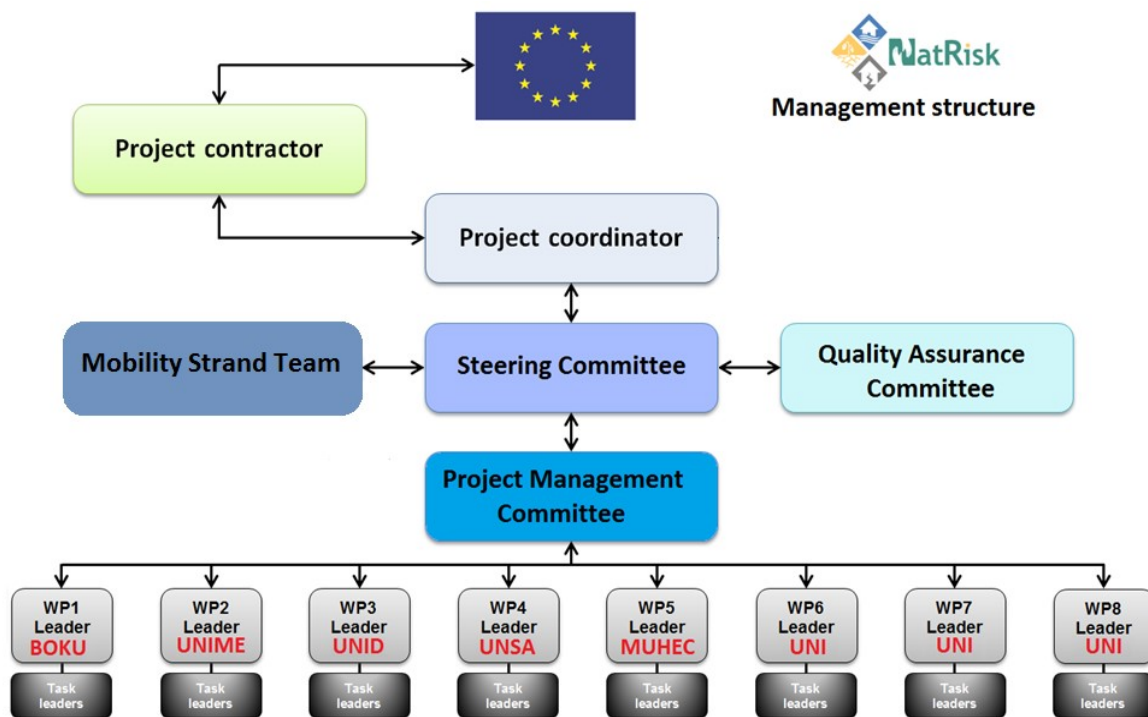 NatRisk
Management structure
Project contractor
Project coordinator
Mobility Strand Team
Steering Committee
Quality Assurance
Committee
Project Management
Committee
WP1
Leader
BOKU
WP2
Leader
UNIME
WP3
Leader
UNID
WP4
Leader
UNSA
WP5
Leader
MUHEC
WP6
Leader
UNI
WP7
Leader
UNI
WP8
Leader
UNI
Task
leaders
Task
leaders
Task
leaders
Task
leaders
Task
leaders
Task
leaders
Task
leaders
Task
leaders